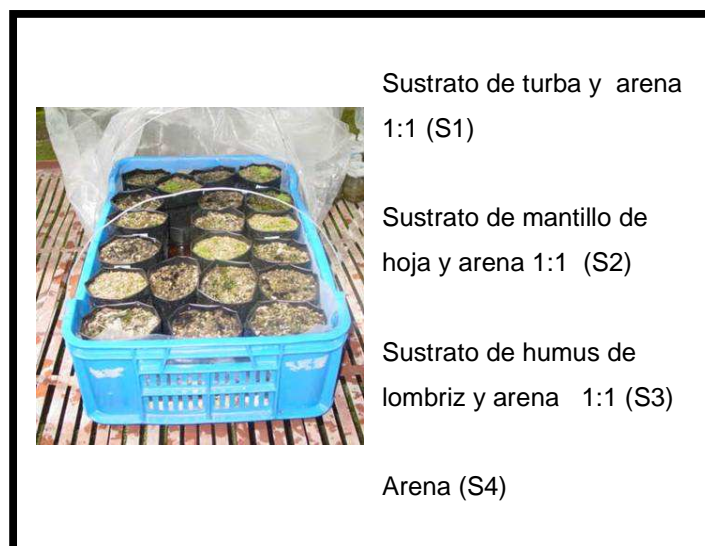 Sustrato de turba y arena
1:1 (S1)
Sustrato de mantillo de
hoja y arena 1:1 (S2)
Sustrato de humus de
lombriz y arena 1:1 (S3)
Arena (S4)